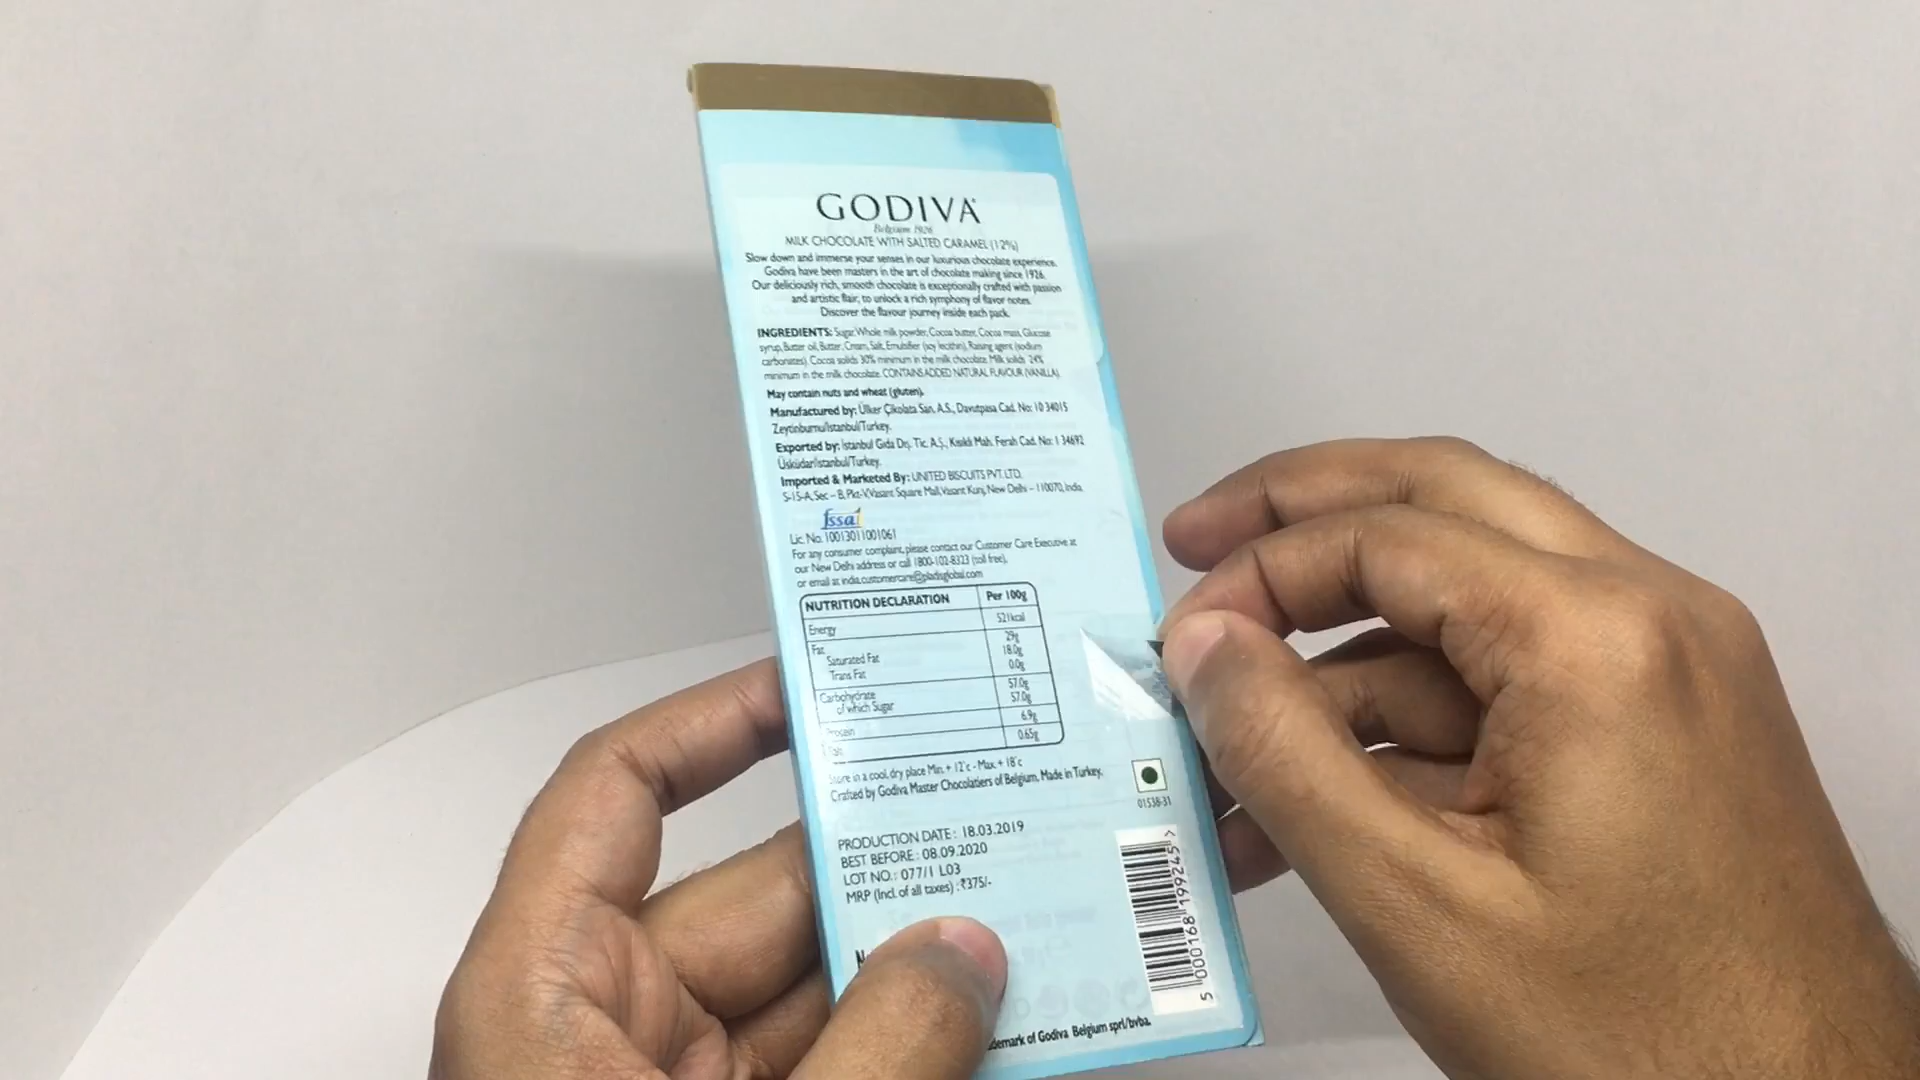 GODIVA
Belgium 1926
MILK CHOCOLATE WITH SALTED CARAMEL (12%)
Slow down and immerse your senses in our luxurious chocolate experience.
Godiva have been masters in the art of chocolate making since 1926.
Our deliciously rich, smooth chocolate is exceptionally crafted with passion
and artistic flair, to unlock a rich symphony of flavor notes.
Discover the flavour journey inside each pack.
INGREDIENTS: Sugar, Whole milk powder, Cocoa butter, Cocoa mass, Glucose
syrup, Butter oil, Butter, Cream, Salt, Emulsifier (soy lecithin), Raising agent (sodium
carbonates). Cocoa solids 30% minimum in the milk chocolate. Milk solids 24%
minimum in the milk chocolate. CONTAINS ADDED NATURAL FLAVOUR (VANILLA)
May contain nuts and wheat (gluten).
Manufactured by: Ülker Çikolata San. A.S., Davutpasa Cad. No: 10 34015
Zeytinburnu/Istanbul/Turkey.
Exported by: İstanbul Gıda Dış. Tic. A.Ş., Kısıklı Mah. Ferah Cad. No: 1 34692
Üsküdar/İstanbul/Turkey.
Imported & Marketed By: UNITED BISCUITS PVT. LTD.
S-15-A, Sec – B, Pkt-V, Vasant Square Mall, Vasant Kunj, New Delhi – 110070, India.
fssai
Lic. No. 10013011001061
For any consumer complaint, please contact our Customer Care Executive at
our New Delhi address or call 1800-102-8323 (toll free),
or email at india.customercare@pladisglobal.com
NUTRITION DECLARATION Per 100g
Energy 521kcal
Fat 29g
Saturated Fat 18.0g
Trans Fat 0.0g
Carbohydrate 57.0g
of which Sugar 57.0g
Protein 6.9g
Salt 0.65g
Store in a cool, dry place Min. + 12°c - Max. + 18°c
Crafted by Godiva Master Chocolatiers of Belgium, Made in Turkey.
01538-31
PRODUCTION DATE : 18.03.2019
BEST BEFORE : 08.09.2020
LOT NO. : 077/1 L03
MRP (Incl. of all taxes) : ₹375/-
5 000168 199245 >
demark of Godiva Belgium sprl/bvba.